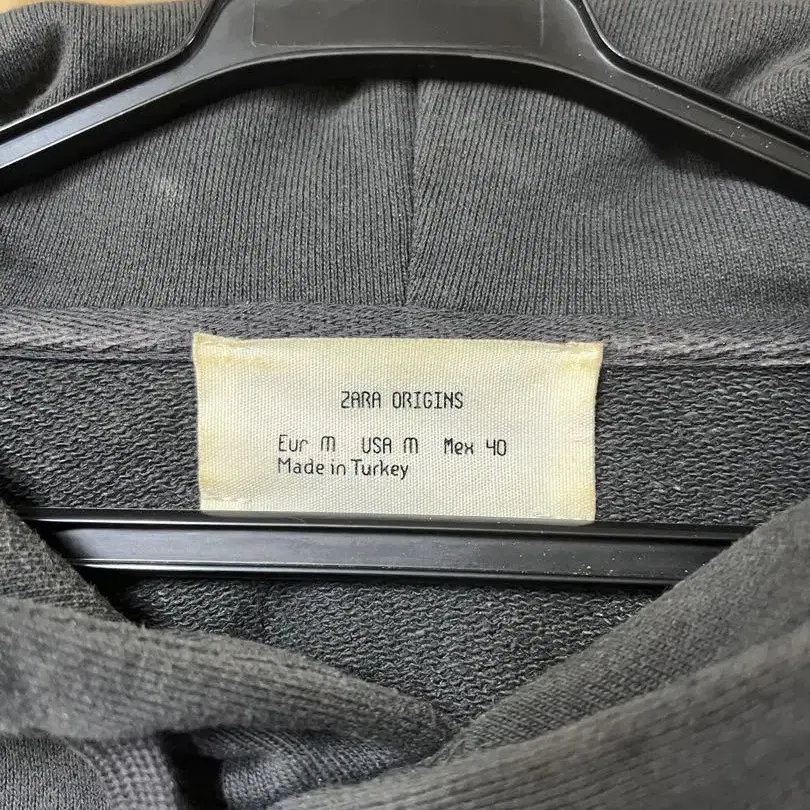 ZARA ORIGINS
Eur M USA M Mex 40
Made in Turkey